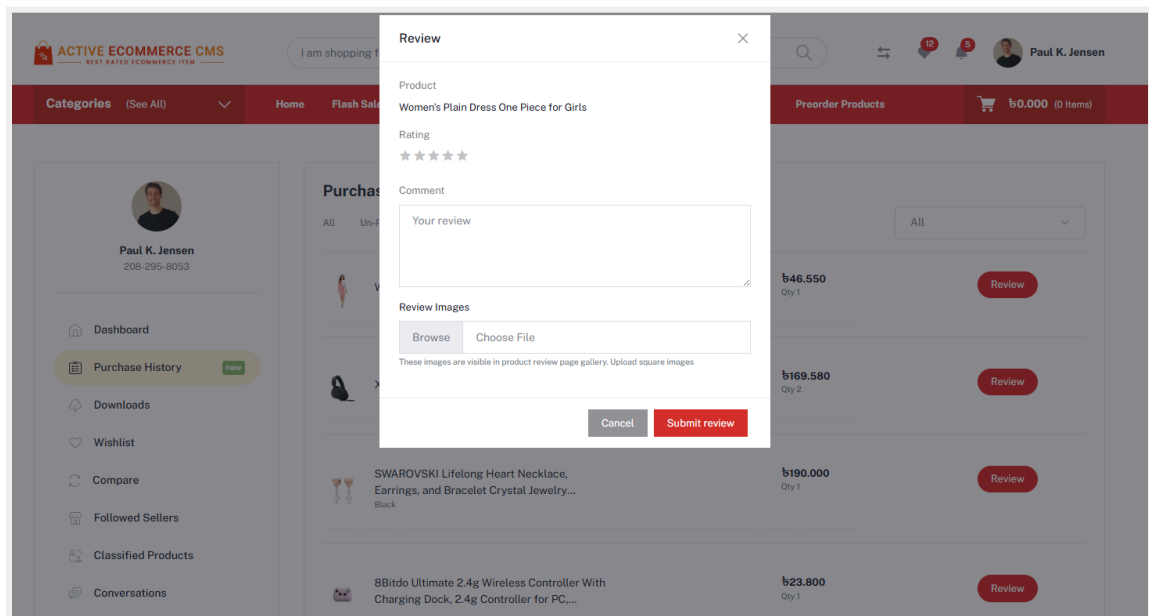 ACTIVE ECOMMERCE CMS
BEST RATED ECOMMERCE ITEM
I am shopping f
12
5
Paul K. Jensen
Categories (See All)
Home
Flash Sale
Preorder Products
৳0.000 (0 Items)
Review
Product
Women's Plain Dress One Piece for Girls
Rating
Comment
Your review
Review Images
Browse
Choose File
These images are visible in product review page gallery. Upload square images
Cancel
Submit review
Paul K. Jensen
208-295-8053
Dashboard
Purchase History
new
Downloads
Wishlist
Compare
Followed Sellers
Classified Products
Conversations
Purchas
All
Un-P
All
W
৳46.550
Qty 1
Review
X
৳169.580
Qty 2
Review
SWAROVSKI Lifelong Heart Necklace,
Earrings, and Bracelet Crystal Jewelry...
Black
৳190.000
Qty 1
Review
8Bitdo Ultimate 2.4g Wireless Controller With
Charging Dock, 2.4g Controller for PC,...
৳23.800
Qty 1
Review